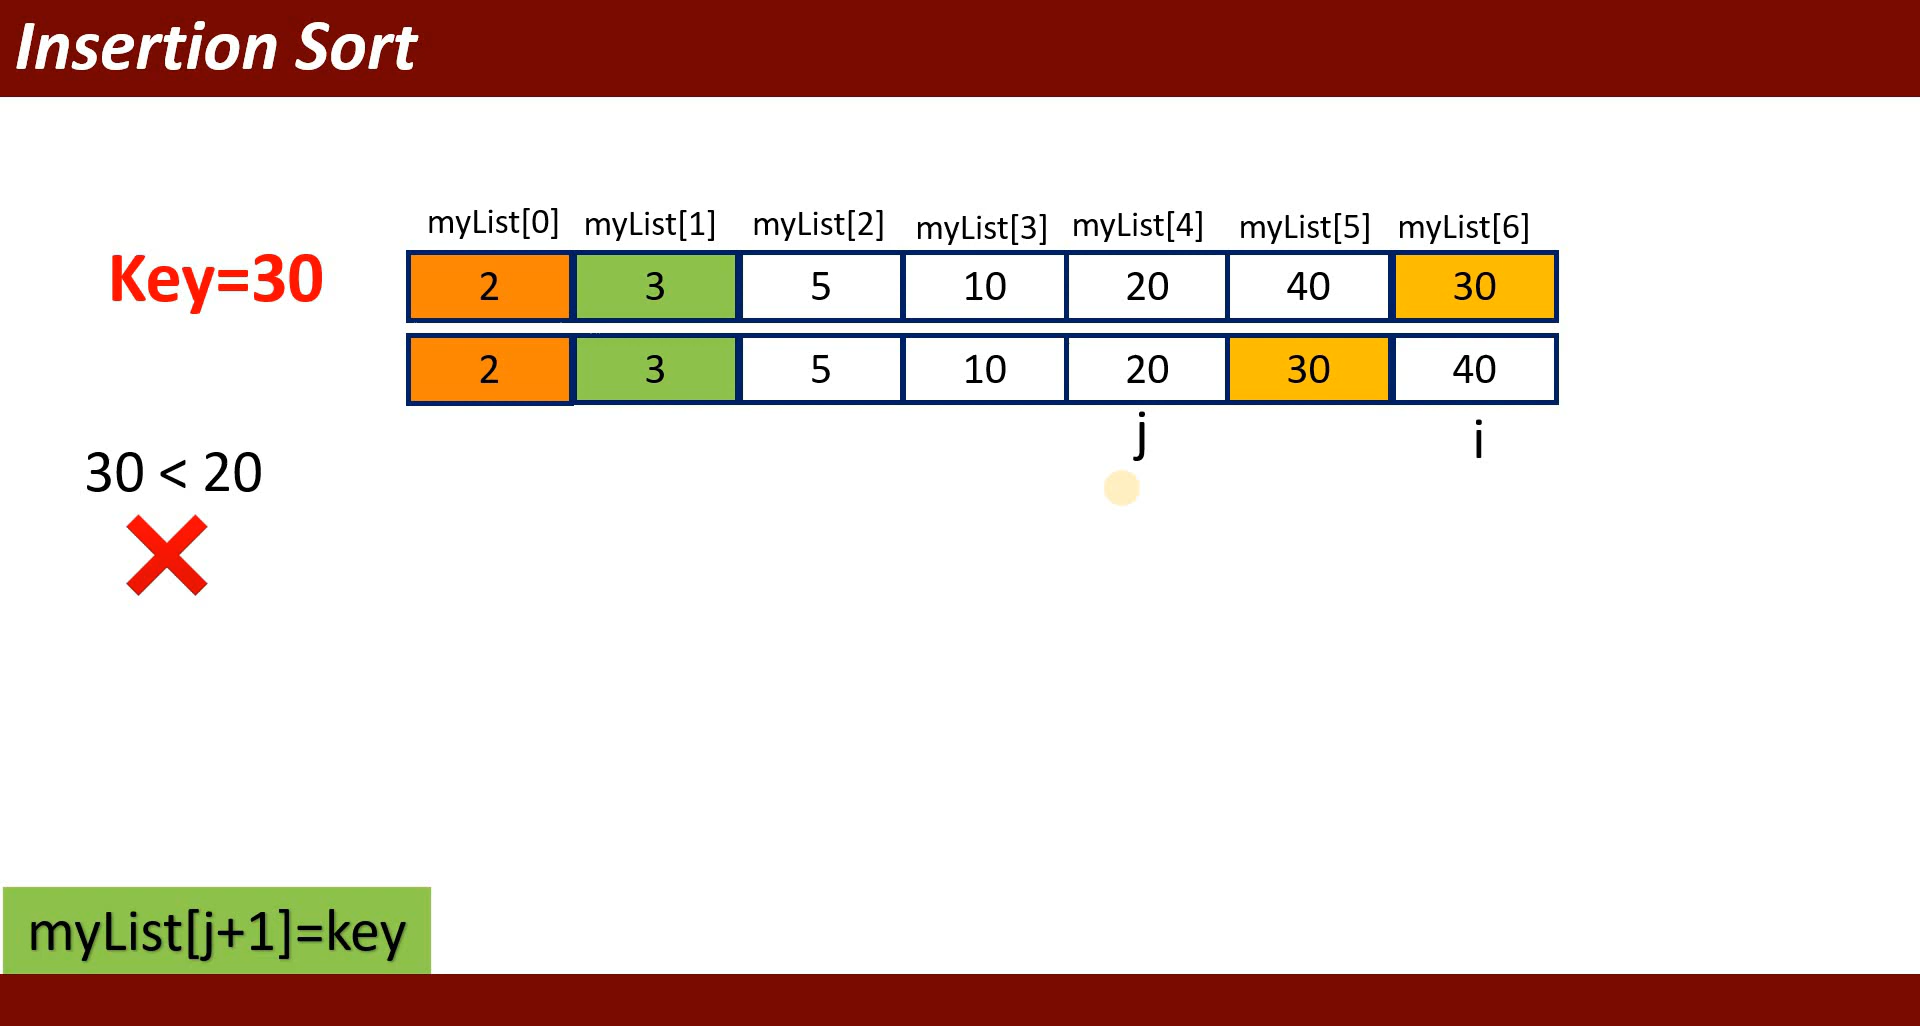 Insertion Sort
myList[0] myList[1] myList[2] myList[3] myList[4] myList[5] myList[6]
Key=30
2 3 5 10 20 40 30
2 3 5 10 20 30 40
j i
30 < 20
myList[j+1]=key